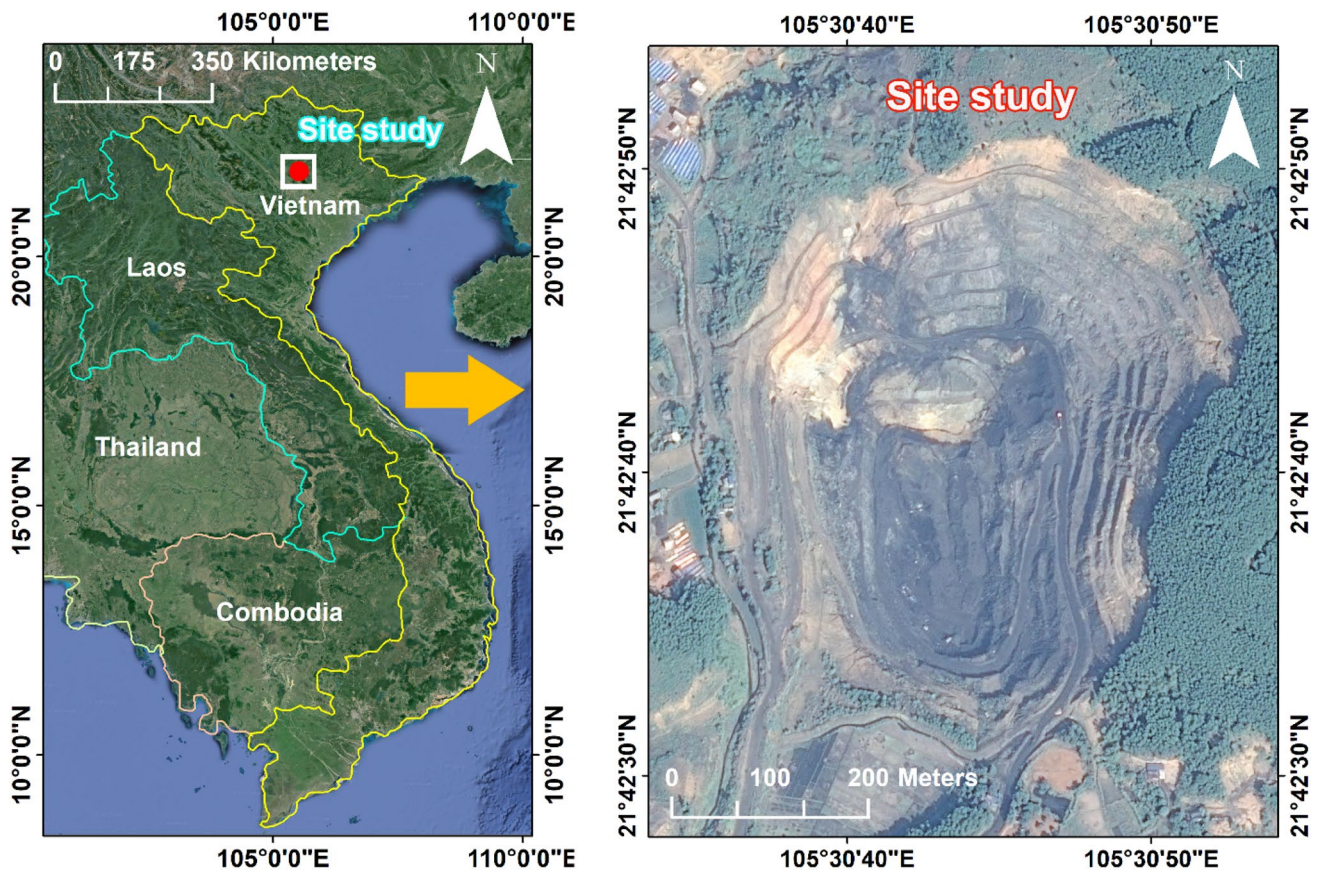 105°0'0"E 110°0'0"E
0 175 350 Kilometers
N
Site study
Vietnam
Laos
Thailand
Combodia
20°0'0"N
15°0'0"N
10°0'0"N
20°0'0"N
15°0'0"N
10°0'0"N
105°0'0"E 110°0'0"E
105°30'40"E 105°30'50"E
Site study
N
21°42'50"N
21°42'40"N
21°42'30"N
21°42'50"N
21°42'40"N
21°42'30"N
0 100 200 Meters
105°30'40"E 105°30'50"E